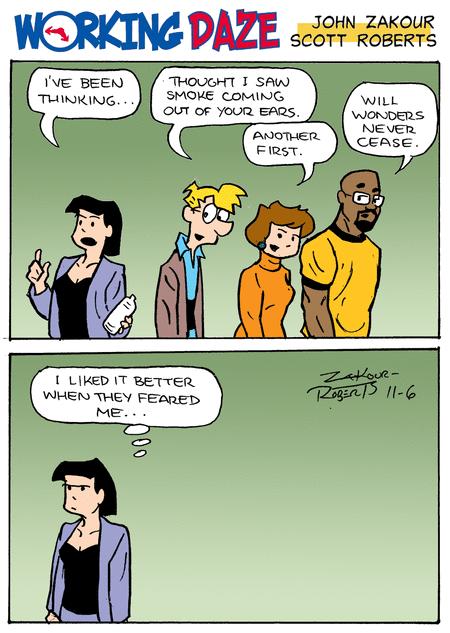 WORKING DAZE
JOHN ZAKOUR
SCOTT ROBERTS
I'VE BEEN
THINKING...
THOUGHT I SAW
SMOKE COMING
OUT OF YOUR EARS.
ANOTHER
FIRST.
WILL
WONDERS
NEVER
CEASE.
I LIKED IT BETTER
WHEN THEY FEARED
ME...
ZAKOUR-
ROBERTS 11-6